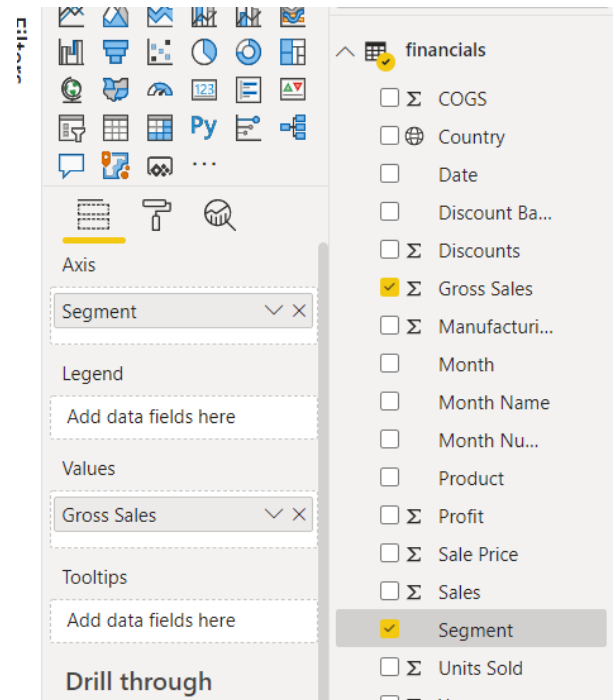 Filters
123
Py
Axis
Segment
Legend
Add data fields here
Values
Gross Sales
Tooltips
Add data fields here
Drill through
financials
Σ COGS
Country
Date
Discount Ba...
Σ Discounts
Σ Gross Sales
Σ Manufacturi...
Month
Month Name
Month Nu...
Product
Σ Profit
Σ Sale Price
Σ Sales
Segment
Σ Units Sold